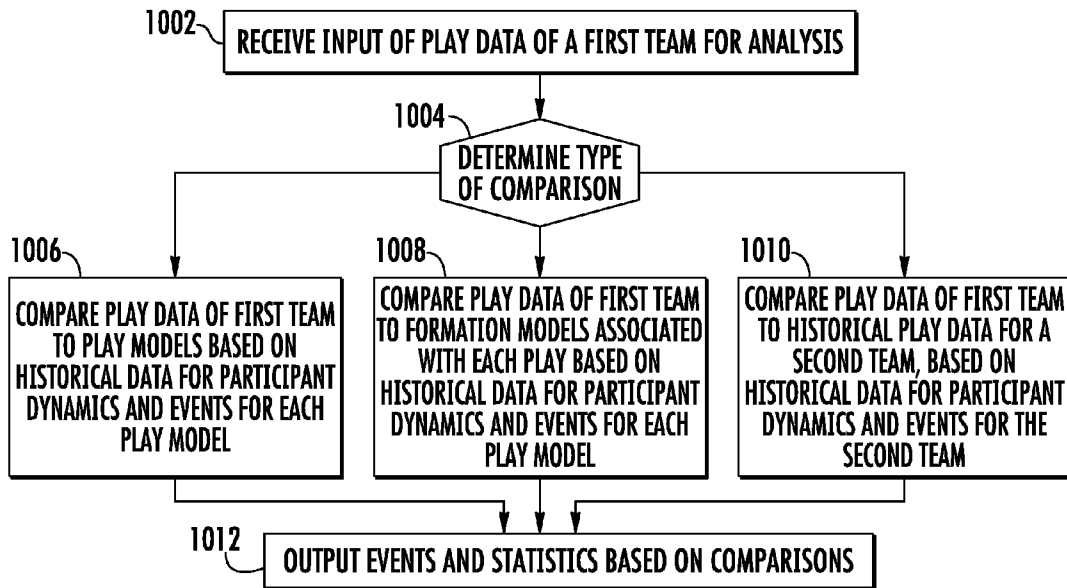 1002
RECEIVE INPUT OF PLAY DATA OF A FIRST TEAM FOR ANALYSIS
1004
DETERMINE TYPE
OF COMPARISON
1006
COMPARE PLAY DATA OF FIRST TEAM
TO PLAY MODELS BASED ON
HISTORICAL DATA FOR PARTICIPANT
DYNAMICS AND EVENTS FOR EACH
PLAY MODEL
1008
COMPARE PLAY DATA OF FIRST TEAM
TO FORMATION MODELS ASSOCIATED
WITH EACH PLAY BASED ON
HISTORICAL DATA FOR PARTICIPANT
DYNAMICS AND EVENTS FOR EACH
PLAY MODEL
1010
COMPARE PLAY DATA OF FIRST TEAM
TO HISTORICAL PLAY DATA FOR A
SECOND TEAM, BASED ON
HISTORICAL DATA FOR PARTICIPANT
DYNAMICS AND EVENTS FOR THE
SECOND TEAM
1012
OUTPUT EVENTS AND STATISTICS BASED ON COMPARISONS